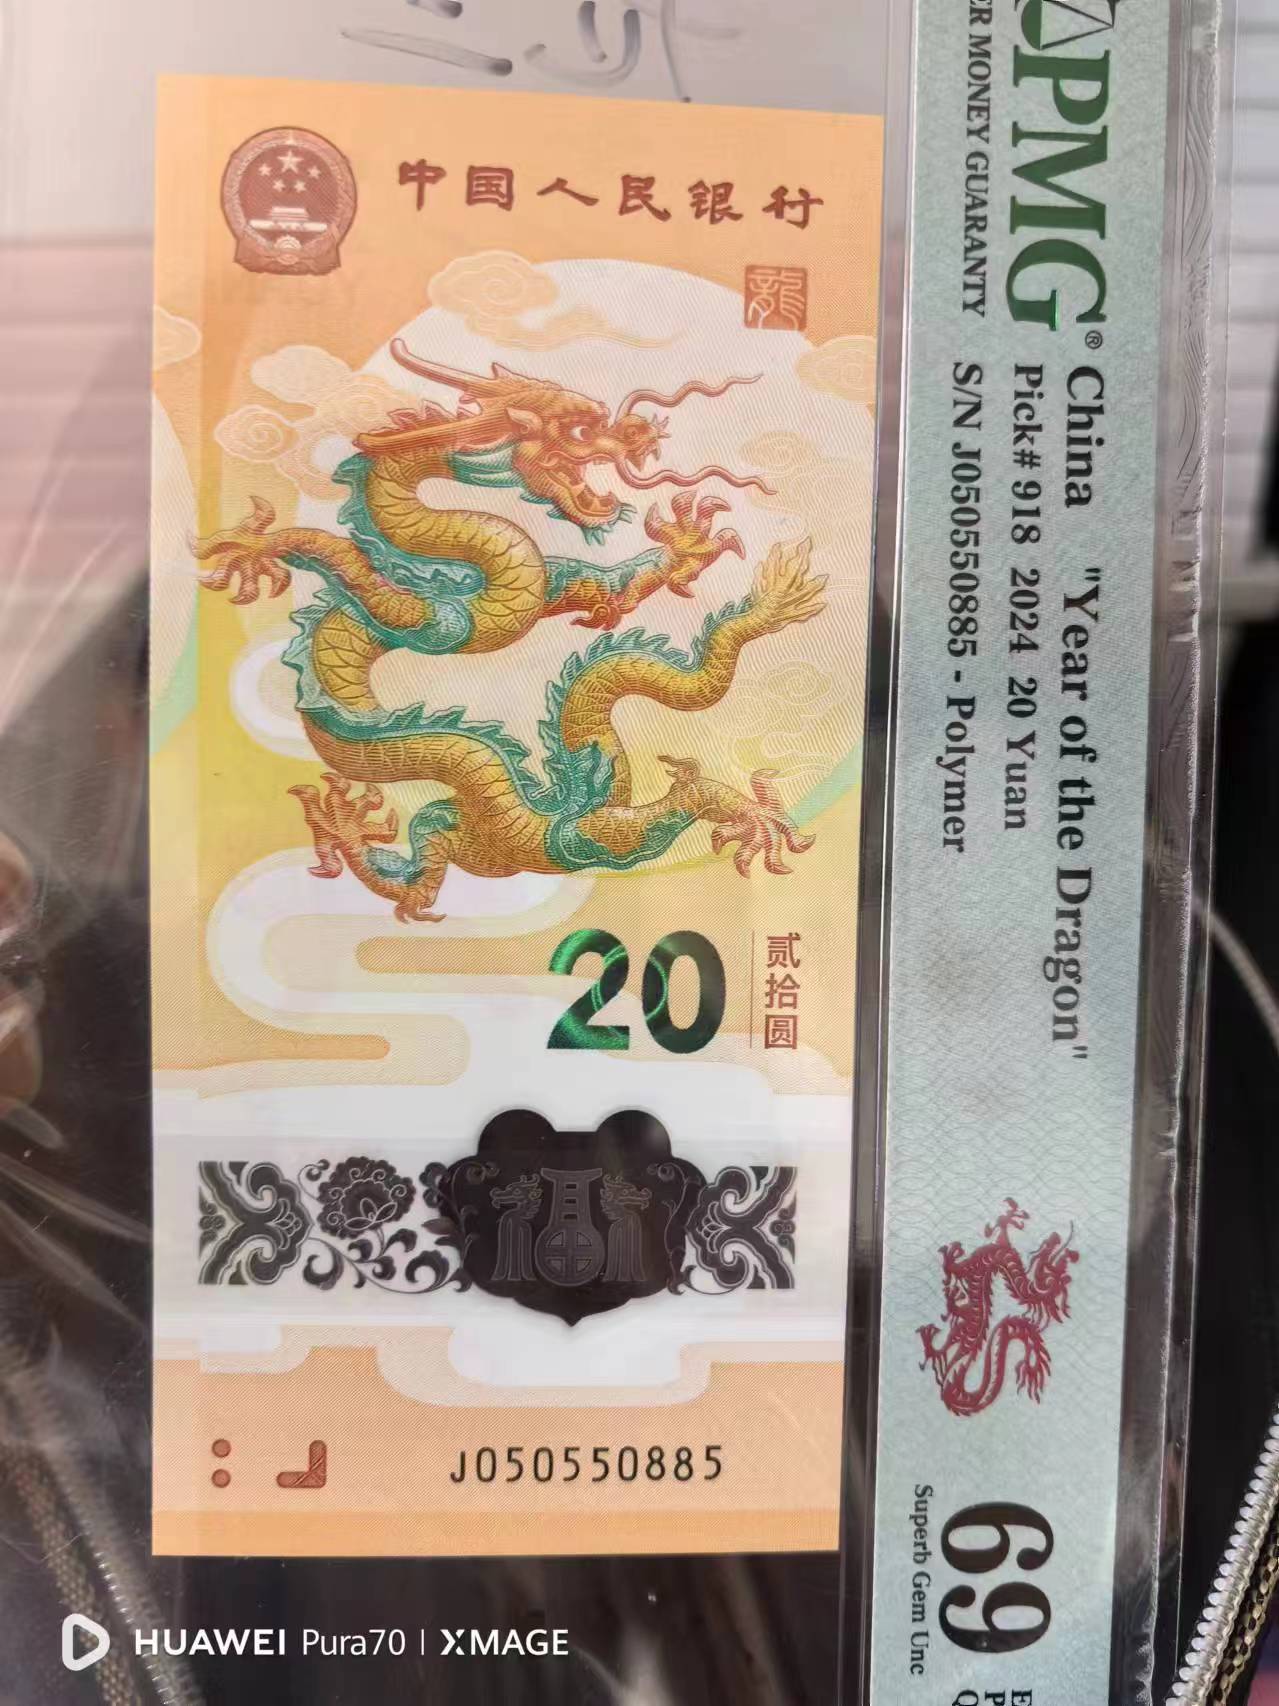 中国人民银行
龍
20
贰拾圆
J050550885
PMG®
ER MONEY GUARANTY
China "Year of the Dragon"
Pick# 918 2024 20 Yuan
S/N J050550885 - Polymer
69
Superb Gem Unc
HUAWEI Pura70 | XMAGE